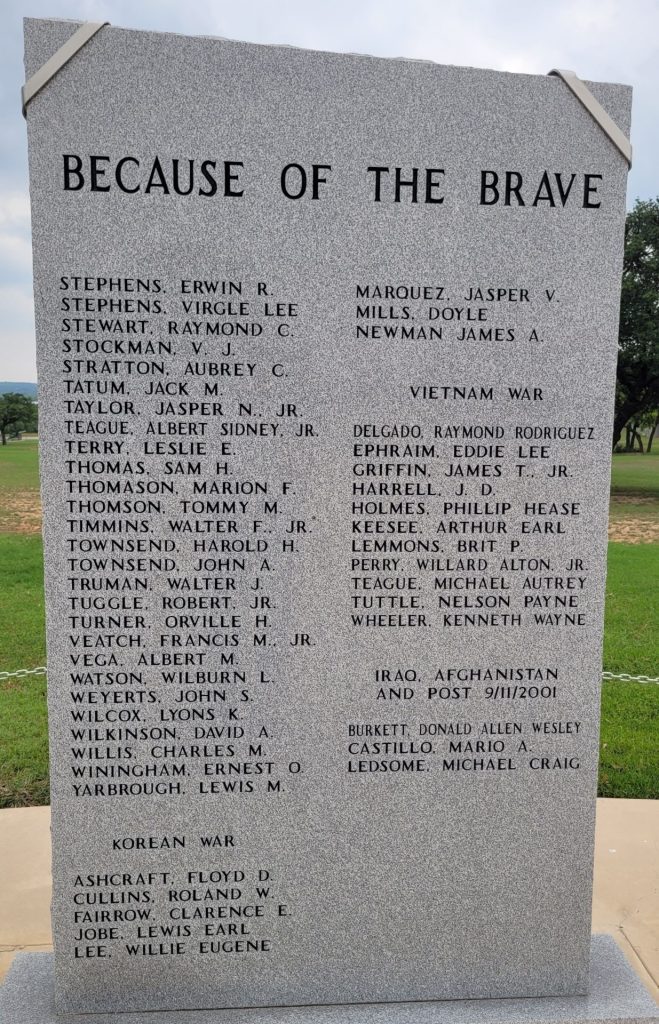 BECAUSE OF THE BRAVE
STEPHENS, ERWIN R.
STEPHENS, VIRGLE LEE
STEWART, RAYMOND C.
STOCKMAN, V. J.
STRATTON, AUBREY C.
TATUM, JACK M.
TAYLOR, JASPER N., JR.
TEAGUE, ALBERT SIDNEY, JR.
TERRY, LESLIE E.
THOMAS, SAM H.
THOMASON, MARION F.
THOMSON, TOMMY M.
TIMMINS, WALTER F., JR.
TOWNSEND, HAROLD H.
TOWNSEND, JOHN A.
TRUMAN, WALTER J.
TUGGLE, ROBERT, JR.
TURNER, ORVILLE H.
VEATCH, FRANCIS M., JR.
VEGA, ALBERT M.
WATSON, WILBURN L.
WEYERTS, JOHN S.
WILCOX, LYONS K.
WILKINSON, DAVID A.
WILLIS, CHARLES M.
WININGHAM, ERNEST O.
YARBROUGH, LEWIS M.
KOREAN WAR
ASHCRAFT, FLOYD D.
CULLINS, ROLAND W.
FAIRROW, CLARENCE E.
JOBE, LEWIS EARL
LEE, WILLIE EUGENE
MARQUEZ, JASPER V.
MILLS, DOYLE
NEWMAN JAMES A.
VIETNAM WAR
DELGADO, RAYMOND RODRIGUEZ
EPHRAIM, EDDIE LEE
GRIFFIN, JAMES T., JR.
HARRELL, J. D.
HOLMES, PHILLIP HEASE
KEESEE, ARTHUR EARL
LEMMONS, BRIT P.
PERRY, WILLARD ALTON, JR.
TEAGUE, MICHAEL AUTREY
TUTTLE, NELSON PAYNE
WHEELER, KENNETH WAYNE
IRAQ, AFGHANISTAN
AND POST 9/11/2001
BURKETT, DONALD ALLEN WESLEY
CASTILLO, MARIO A.
LEDSOME, MICHAEL CRAIG